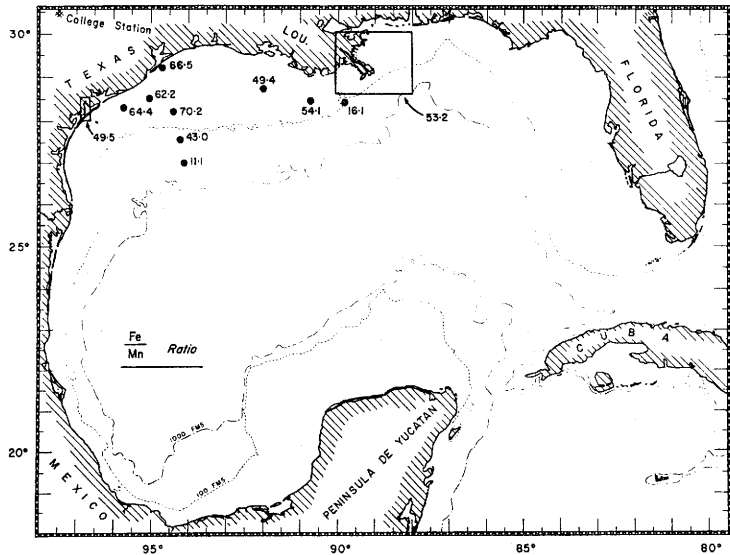 30°
* College Station
TEXAS
LOU.
66.5
62.2
64.4
70.2
49.5
43.0
11.1
49.4
54.1
16.1
53.2
FLORIDA
25°
Fe
Mn
Ratio
CUBA
1000 FMS
100 FMS
20°
MEXICO
PENINSULA DE YUCATAN
95°
90°
85°
80°